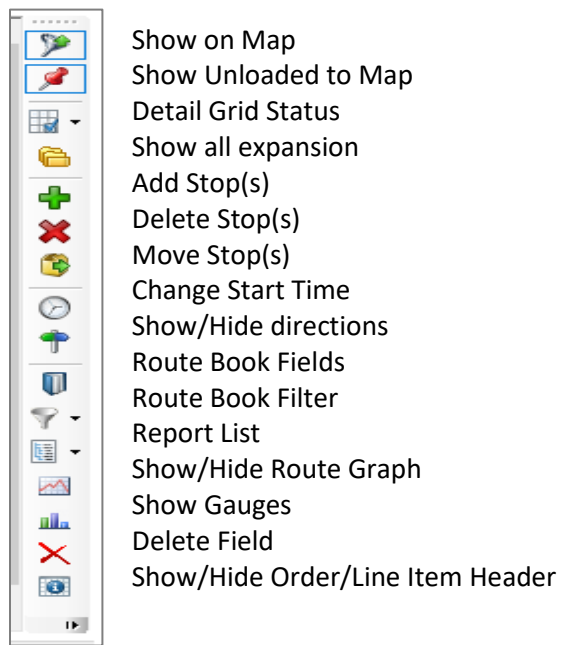 Show on Map
Show Unloaded to Map
Detail Grid Status
Show all expansion
Add Stop(s)
Delete Stop(s)
Move Stop(s)
Change Start Time
Show/Hide directions
Route Book Fields
Route Book Filter
Report List
Show/Hide Route Graph
Show Gauges
Delete Field
Show/Hide Order/Line Item Header